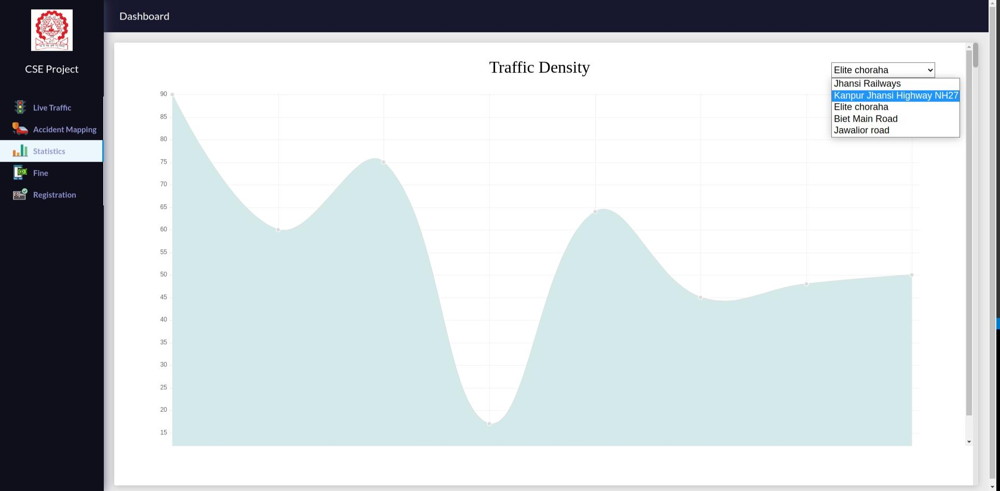 Dashboard
CSE Project
Live Traffic
Accident Mapping
Statistics
Fine
Registration
Traffic Density
Elite choraha
Jhansi Railways
Kanpur Jhansi Highway NH27
Elite choraha
Biet Main Road
Jawalior road
90
85
80
75
70
65
60
55
50
45
40
35
30
25
20
15